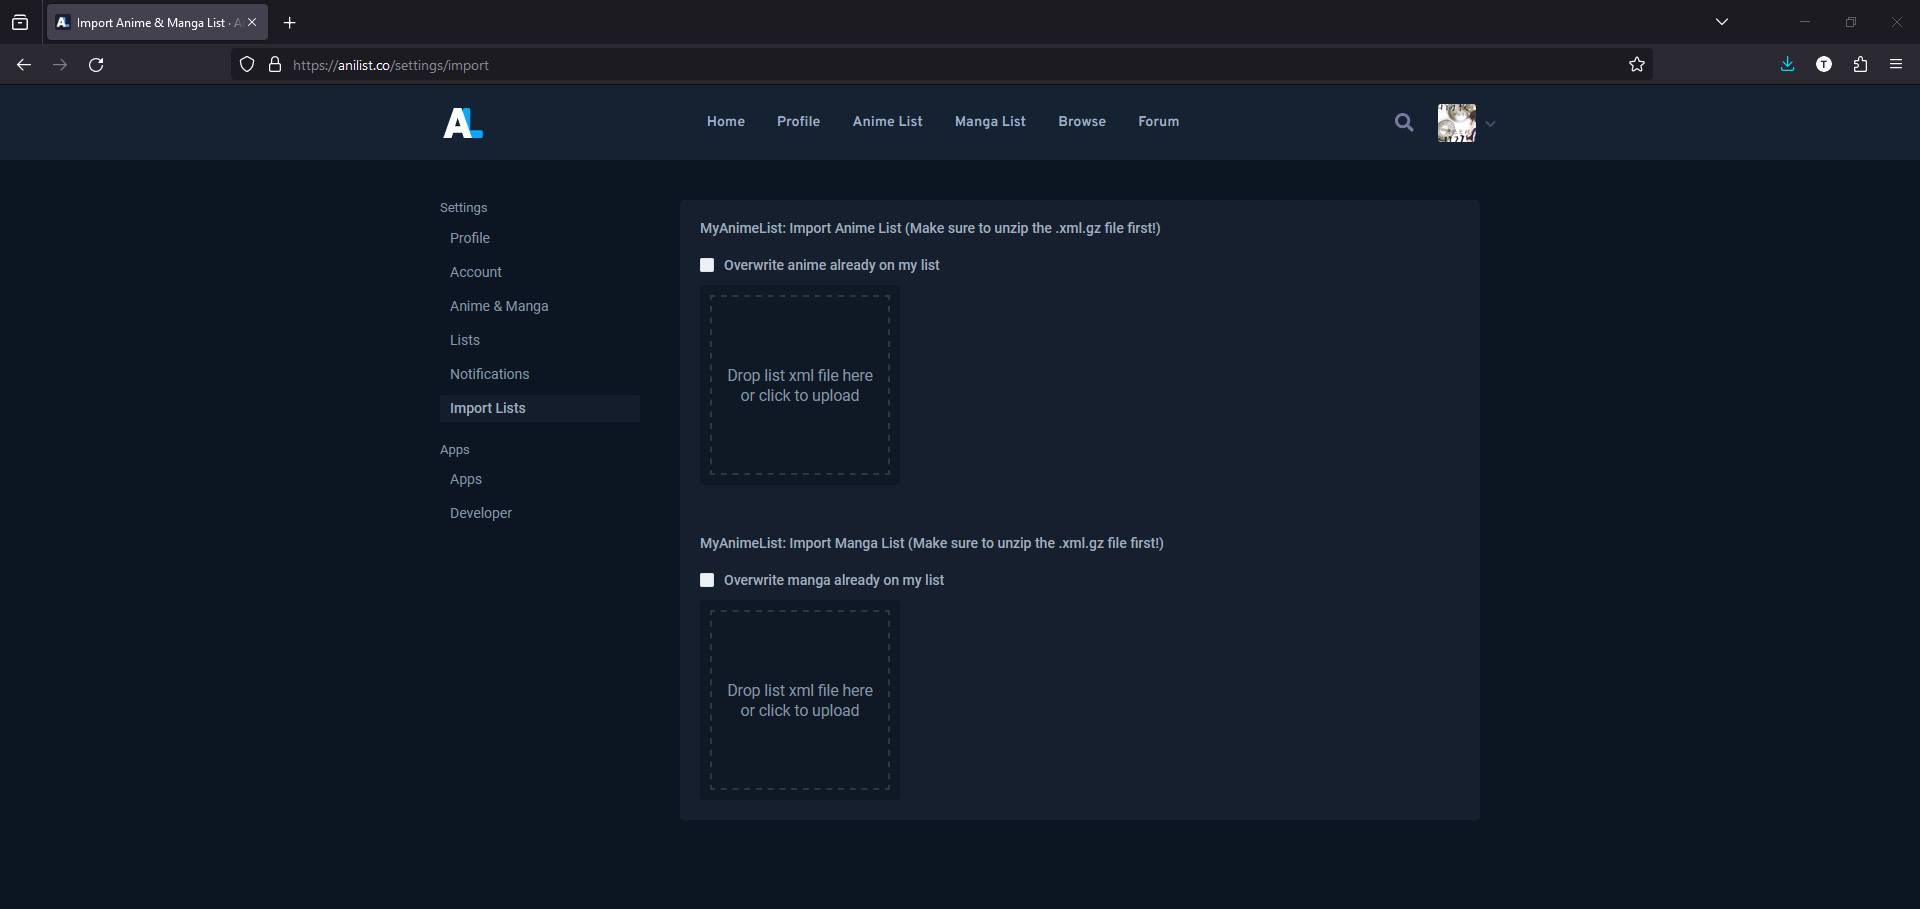 Import Anime & Manga List · A
https://anilist.co/settings/import
AL
Home
Profile
Anime List
Manga List
Browse
Forum
Settings
Profile
Account
Anime & Manga
Lists
Notifications
Import Lists
Apps
Apps
Developer
MyAnimeList: Import Anime List (Make sure to unzip the .xml.gz file first!)
Overwrite anime already on my list
Drop list xml file here
or click to upload
MyAnimeList: Import Manga List (Make sure to unzip the .xml.gz file first!)
Overwrite manga already on my list
Drop list xml file here
or click to upload